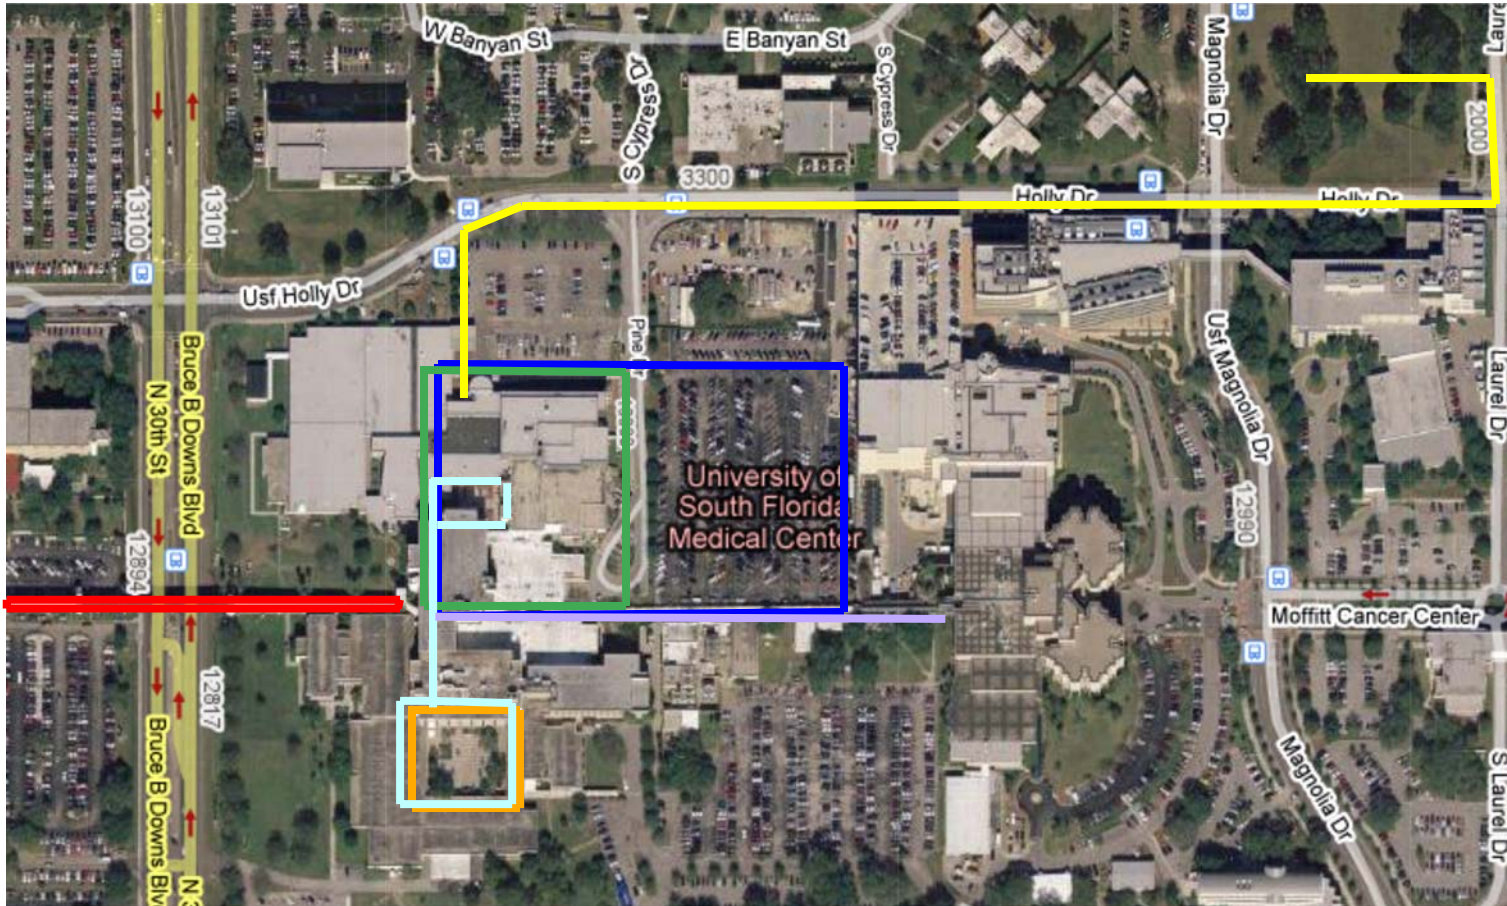 W Banyan St
E Banyan St
S Cypress Dr
S Cypress Dr
Magnolia Dr
2000
3300
Holly Dr
Holly Dr
13100
13101
Usf Holly Dr
Pine
Bruce B Downs Blvd
N 30th St
Usf Magnolia Dr
Laurel Dr
University of
South Florida
Medical Center
12990
12894
Moffitt Cancer Center
12817
Bruce B Downs Blv
Magnolia Dr
S Laurel Dr